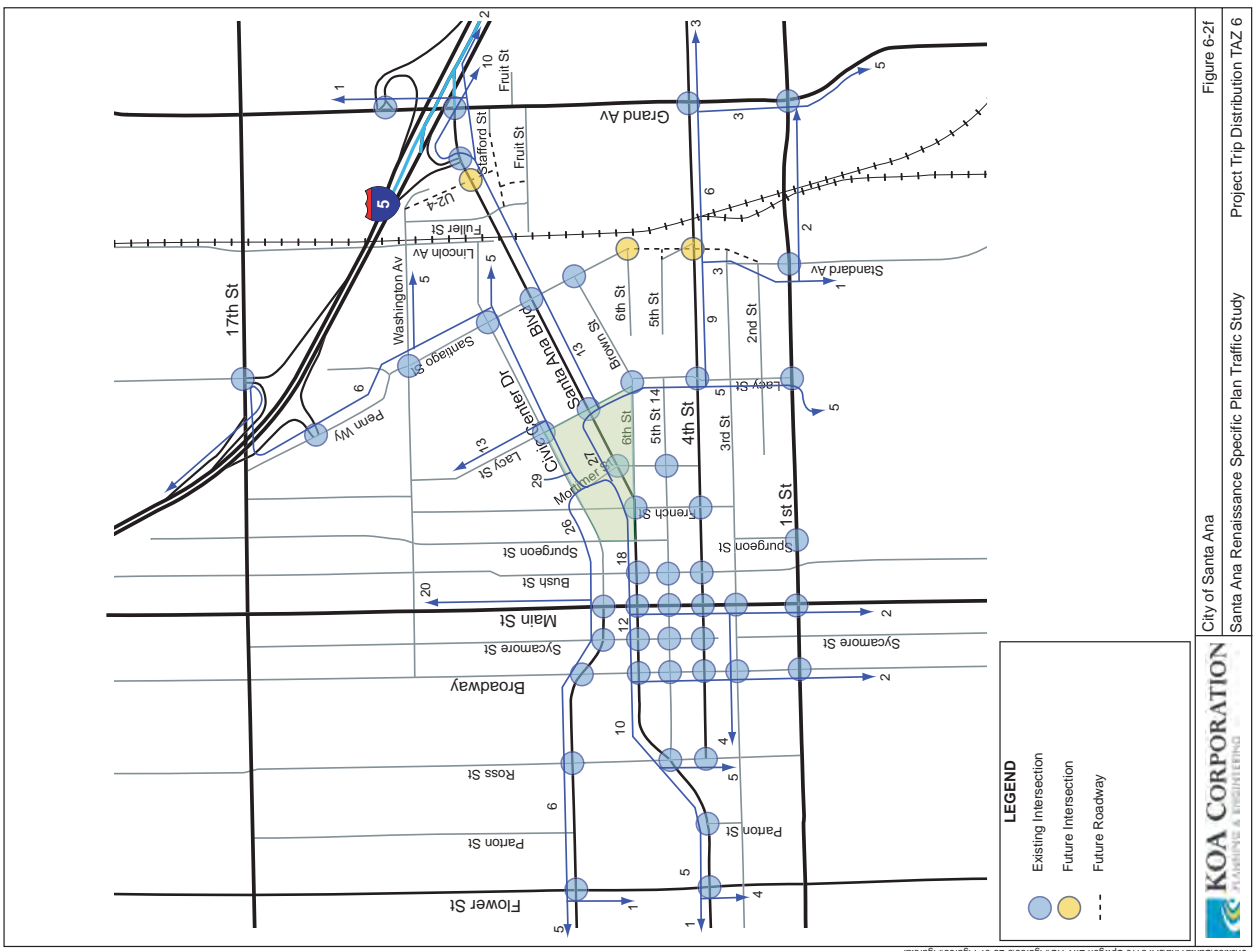 17th St
Penn Wy
6
Washington Av
5
Santiago St
Lincoln Av
Fuller St
U2-4
5
Stafford St
Fruit St
Fruit St
10
2
1
Grand Av
5
Civic Center Dr
Santa Ana Blvd
13
Brown St
6th St
5th St
2nd St
Standard Av
3
1
2
9
6
3
3
5
Lacy St
13
Lacy St
29
27
Mortimer St
26
6th St
5th St
14
4th St
5
3rd St
1st St
French St
Spurgeon St
Spurgeon St
18
Bush St
20
Main St
12
2
Sycamore St
Sycamore St
Broadway
2
10
4
5
Ross St
6
Parton St
Parton St
5
Flower St
5
1
1
4
LEGEND
Existing Intersection
Future Intersection
Future Roadway
KOA CORPORATION
PLANNING & ENGINEERING
City of Santa Ana
Figure 6-2f
Santa Ana Renaissance Specific Plan Traffic Study
Project Trip Distribution TAZ 6